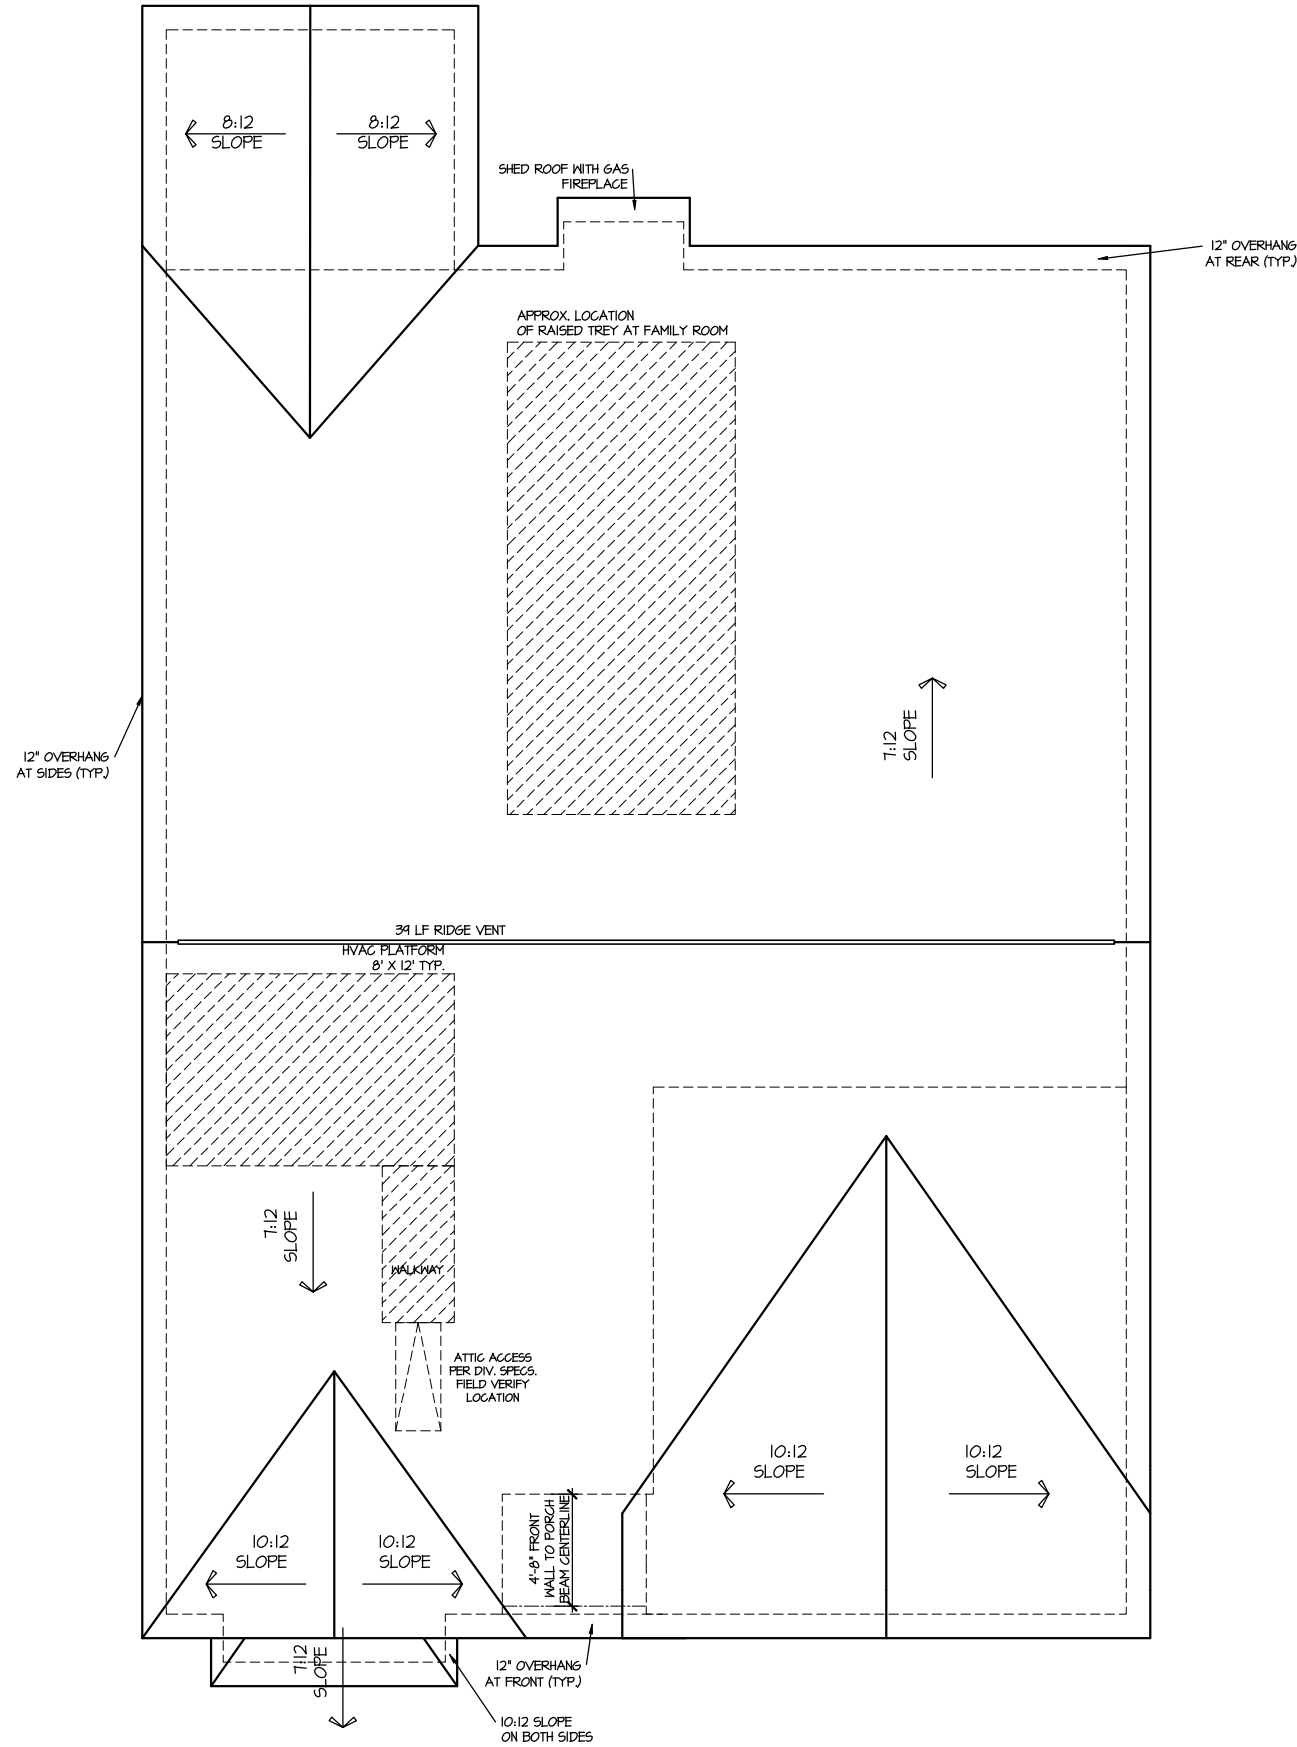 8:12
SLOPE
8:12
SLOPE
SHED ROOF WITH GAS
FIREPLACE
12" OVERHANG
AT REAR (TYP.)
APPROX. LOCATION
OF RAISED TREY AT FAMILY ROOM
7:12
SLOPE
12" OVERHANG
AT SIDES (TYP.)
39 LF RIDGE VENT
HVAC PLATFORM
8' X 12' TYP.
7:12
SLOPE
WALKWAY
ATTIC ACCESS
PER DIV. SPECS.
FIELD VERIFY
LOCATION
10:12
SLOPE
10:12
SLOPE
10:12
SLOPE
10:12
SLOPE
4'-8" FRONT
WALL TO PORCH
BEAM CENTERLINE
7:12
SLOPE
12" OVERHANG
AT FRONT (TYP.)
10:12 SLOPE
ON BOTH SIDES